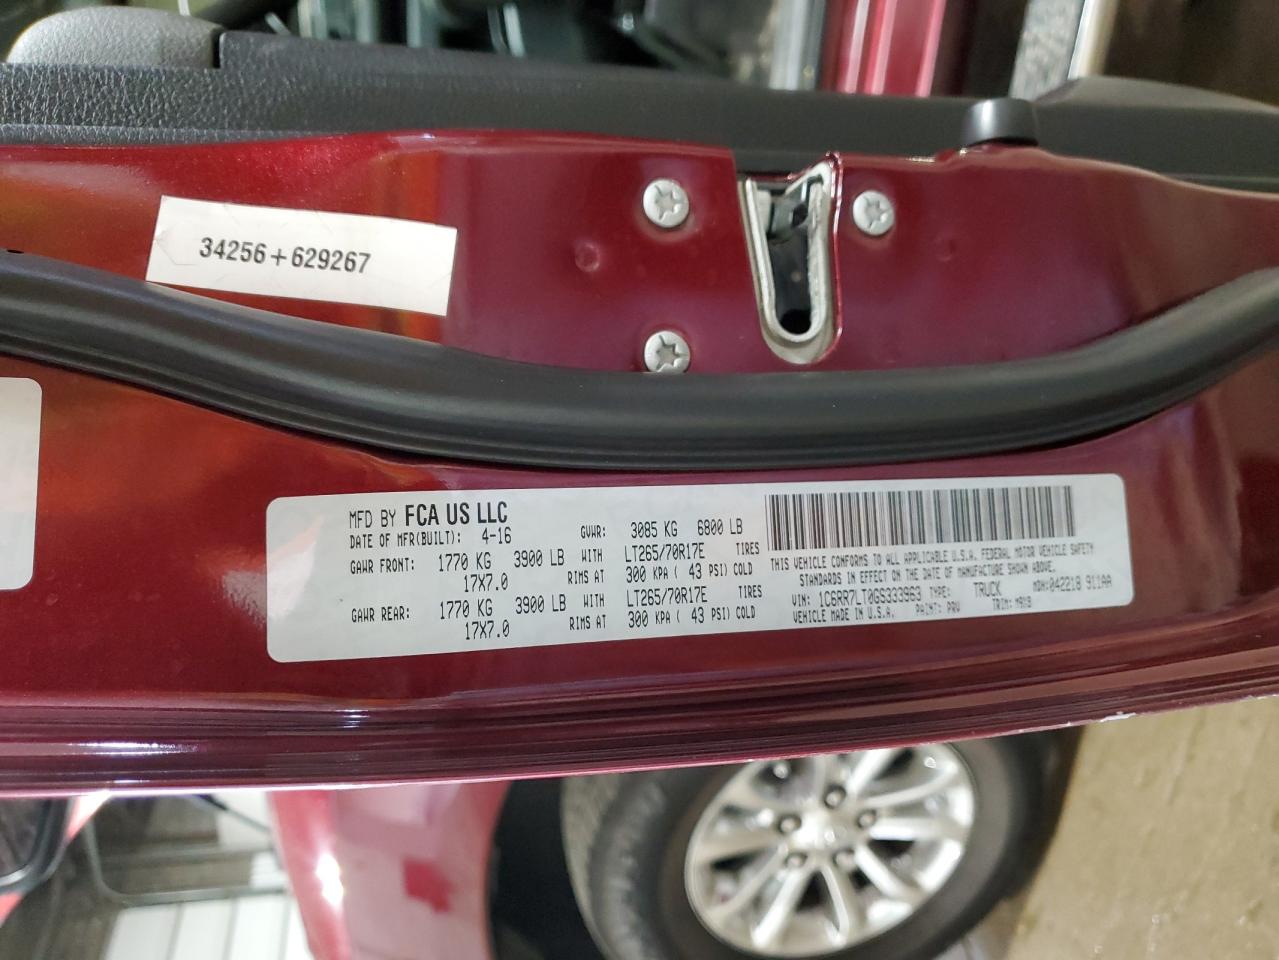 34256+629267
MFD BY FCA US LLC
DATE OF MFR(BUILT): 4-16 GVWR: 3085 KG 6800 LB
GAWR FRONT: 1770 KG 3900 LB WITH LT265/70R17E TIRES
17X7.0 RIMS AT 300 KPA ( 43 PSI) COLD
GAWR REAR: 1770 KG 3900 LB WITH LT265/70R17E TIRES
17X7.0 RIMS AT 300 KPA ( 43 PSI) COLD
THIS VEHICLE CONFORMS TO ALL APPLICABLE U.S.A. FEDERAL MOTOR VEHICLE SAFETY
STANDARDS IN EFFECT ON THE DATE OF MANUFACTURE SHOWN ABOVE.
VIN: 1C6RR7LT0GS333963 TYPE: TRUCK MDH:042218 911AA
VEHICLE MADE IN U.S.A. PAINT: PRV TRIM: